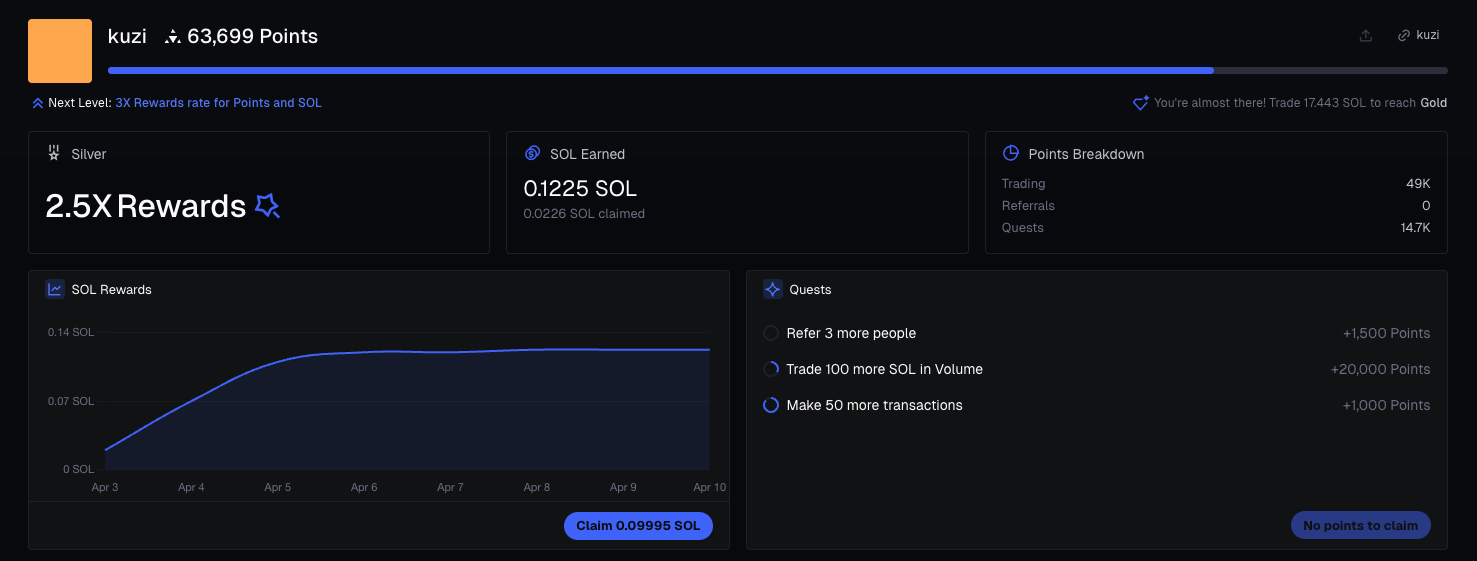 kuzi 63,699 Points
kuzi
Next Level: 3X Rewards rate for Points and SOL
You're almost there! Trade 17.443 SOL to reach Gold
Silver
2.5X Rewards
SOL Earned
0.1225 SOL
0.0226 SOL claimed
Points Breakdown
Trading 49K
Referrals 0
Quests 14.7K
SOL Rewards
0.14 SOL
0.07 SOL
0 SOL
Apr 3 Apr 4 Apr 5 Apr 6 Apr 7 Apr 8 Apr 9 Apr 10
Claim 0.09995 SOL
Quests
Refer 3 more people +1,500 Points
Trade 100 more SOL in Volume +20,000 Points
Make 50 more transactions +1,000 Points
No points to claim